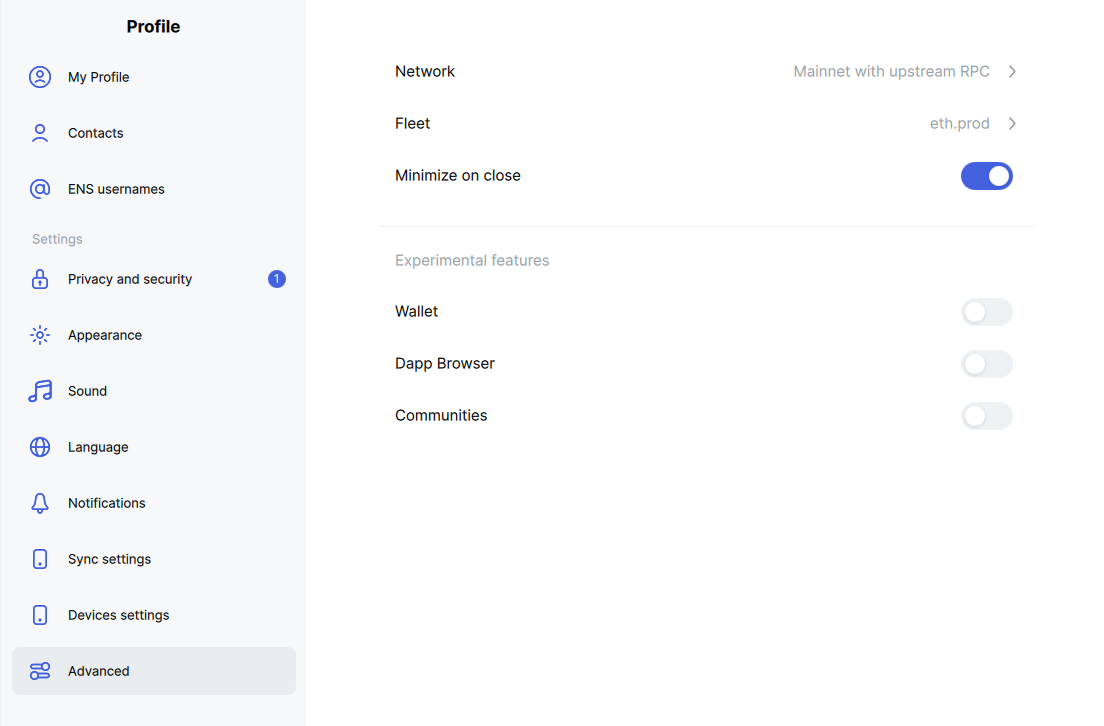 Profile
My Profile
Contacts
ENS usernames
Settings
Privacy and security 1
Appearance
Sound
Language
Notifications
Sync settings
Devices settings
Advanced
Network Mainnet with upstream RPC
Fleet eth.prod
Minimize on close
Experimental features
Wallet
Dapp Browser
Communities